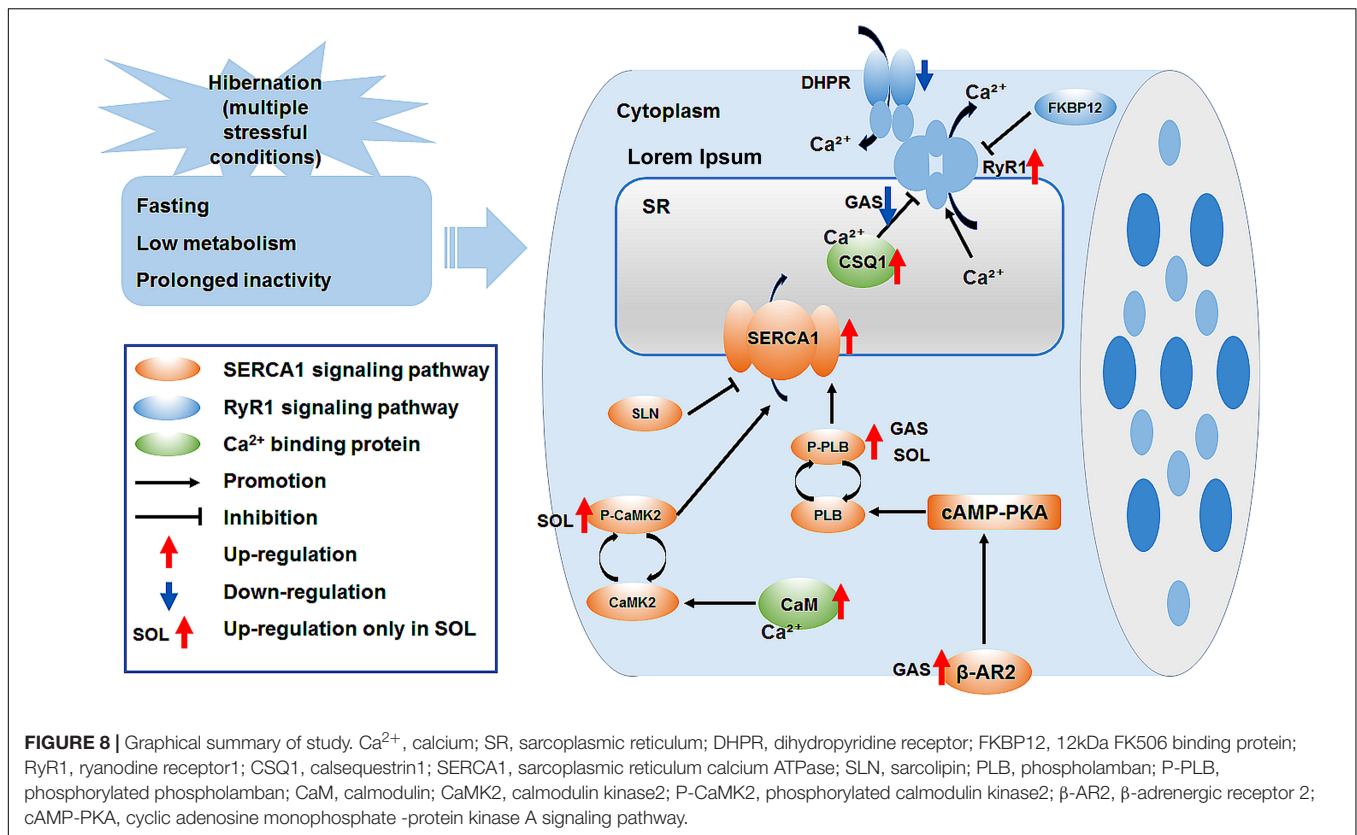 Hibernation
(multiple
stressful
conditions)
Fasting
Low metabolism
Prolonged inactivity
SERCA1 signaling pathway
RyR1 signaling pathway
Ca²⁺ binding protein
Promotion
Inhibition
Up-regulation
Down-regulation
SOL Up-regulation only in SOL
DHPR
Ca²⁺
FKBP12
Cytoplasm
Ca²⁺
Lorem Ipsum
RyR1
SR
GAS
Ca²⁺
CSQ1
Ca²⁺
SERCA1
SLN
P-PLB
GAS
SOL
PLB
cAMP-PKA
SOL
P-CaMK2
CaMK2
CaM
Ca²⁺
GAS
β-AR2
FIGURE 8 | Graphical summary of study. Ca²⁺, calcium; SR, sarcoplasmic reticulum; DHPR, dihydropyridine receptor; FKBP12, 12kDa FK506 binding protein;
RyR1, ryanodine receptor1; CSQ1, calsequestrin1; SERCA1, sarcoplasmic reticulum calcium ATPase; SLN, sarcolipin; PLB, phospholamban; P-PLB,
phosphorylated phospholamban; CaM, calmodulin; CaMK2, calmodulin kinase2; P-CaMK2, phosphorylated calmodulin kinase2; β-AR2, β-adrenergic receptor 2;
cAMP-PKA, cyclic adenosine monophosphate -protein kinase A signaling pathway.